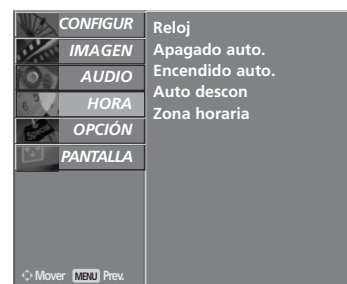 CONFIGUR
IMAGEN
AUDIO
HORA
OPCIÓN
PANTALLA
Reloj
Apagado auto.
Encendido auto.
Auto descon
Zona horaria
Mover MENU Prev.